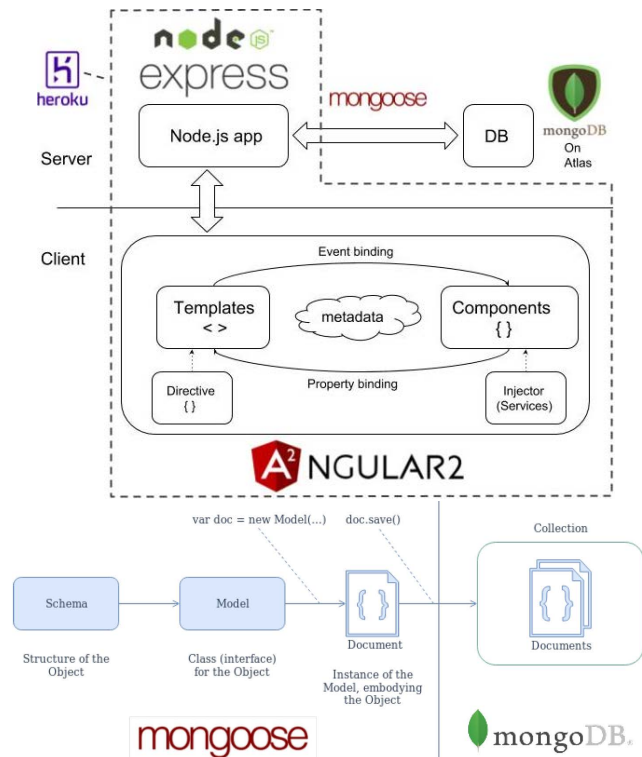 node
JS
express
heroku
mongoose
Node.js app
DB
mongoDB
On
Atlas
Server
Client
Event binding
Templates
< >
metadata
Components
{ }
Directive
{ }
Property binding
Injector
(Services)
A2NGULAR2
var doc = new Model(...)
doc.save()
Collection
Schema
Model
{ }
{ }
Document
Documents
Structure of the
Object
Class (interface)
for the Object
Instance of the
Model, embodying
the Object
mongoose
mongoDB®